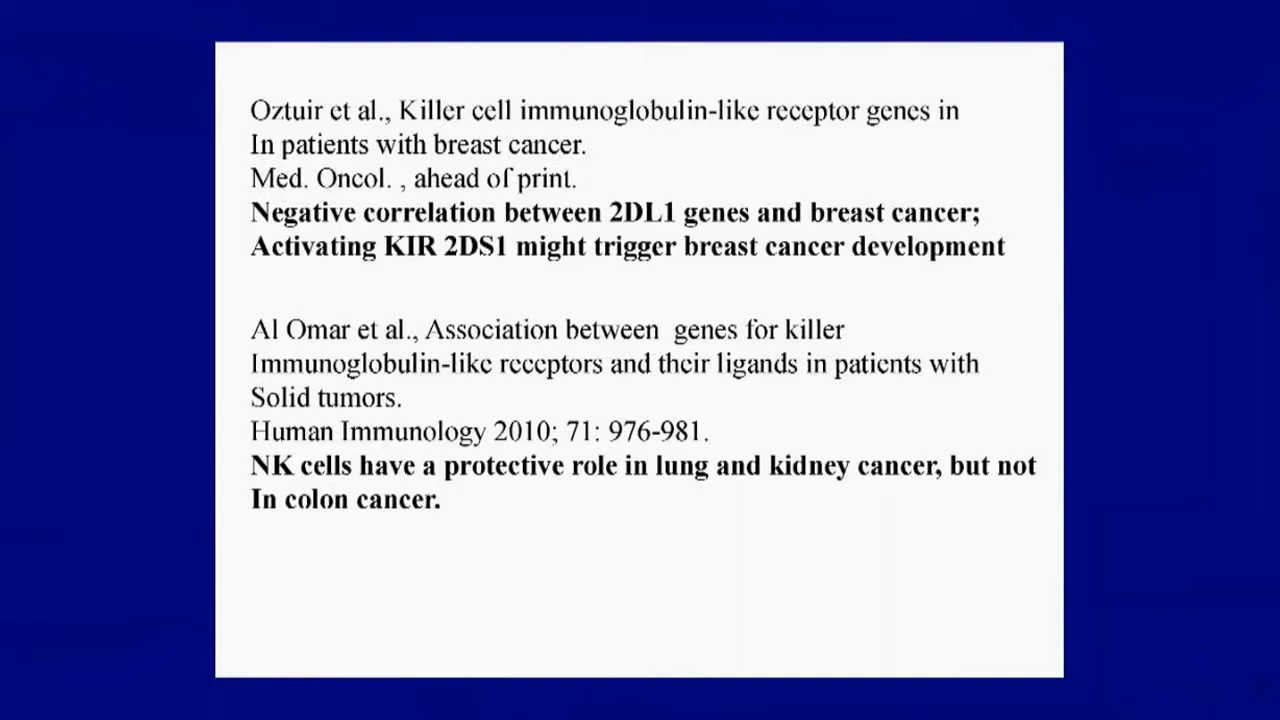 Oztuir et al., Killer cell immunoglobulin-like receptor genes in
In patients with breast cancer.
Med. Oncol. , ahead of print.
Negative correlation between 2DL1 genes and breast cancer;
Activating KIR 2DS1 might trigger breast cancer development
Al Omar et al., Association between genes for killer
Immunoglobulin-like receptors and their ligands in patients with
Solid tumors.
Human Immunology 2010; 71: 976-981.
NK cells have a protective role in lung and kidney cancer, but not
In colon cancer.